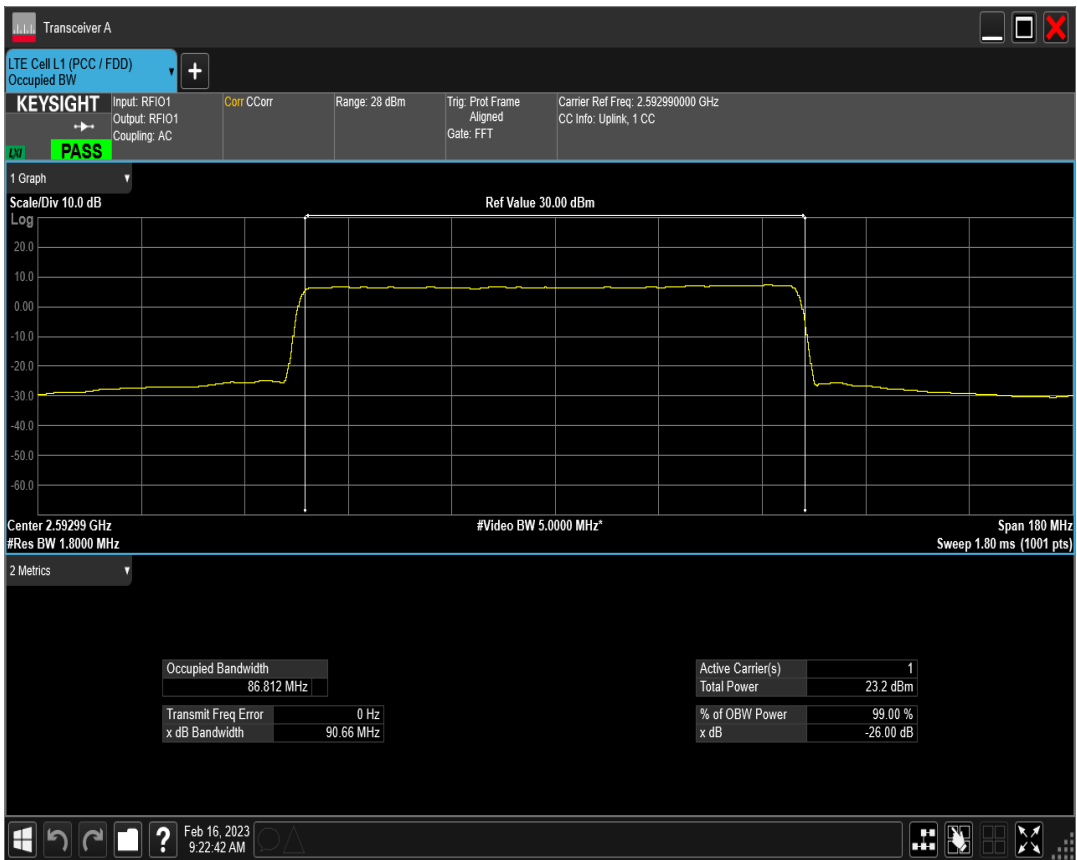 Transceiver A
LTE Cell L1 (PCC / FDD)
Occupied BW
KEYSIGHT
LXI
PASS
Input: RFIO1
Output: RFIO1
Coupling: AC
Corr CCorr
Range: 28 dBm
Trig: Prot Frame
Aligned
Gate: FFT
Carrier Ref Freq: 2.592990000 GHz
CC Info: Uplink, 1 CC
1 Graph
Scale/Div 10.0 dB
Ref Value 30.00 dBm
Log
20.0
10.0
0.00
-10.0
-20.0
-30.0
-40.0
-50.0
-60.0
Center 2.59299 GHz
#Video BW 5.0000 MHz*
Span 180 MHz
#Res BW 1.8000 MHz
Sweep 1.80 ms (1001 pts)
2 Metrics
Occupied Bandwidth
86.812 MHz
Transmit Freq Error 0 Hz
x dB Bandwidth 90.66 MHz
Active Carrier(s) 1
Total Power 23.2 dBm
% of OBW Power 99.00 %
x dB -26.00 dB
?
Feb 16, 2023
9:22:42 AM